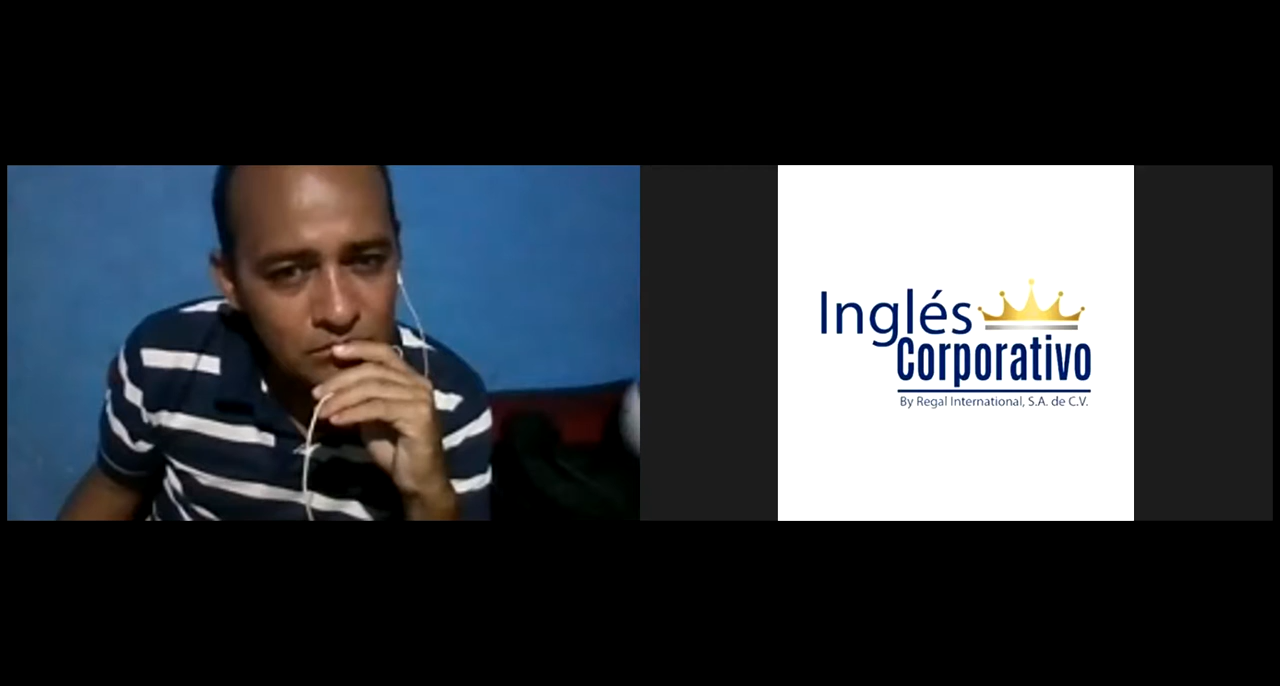 Inglés
Corporativo
By Regal International, S.A. de C.V.